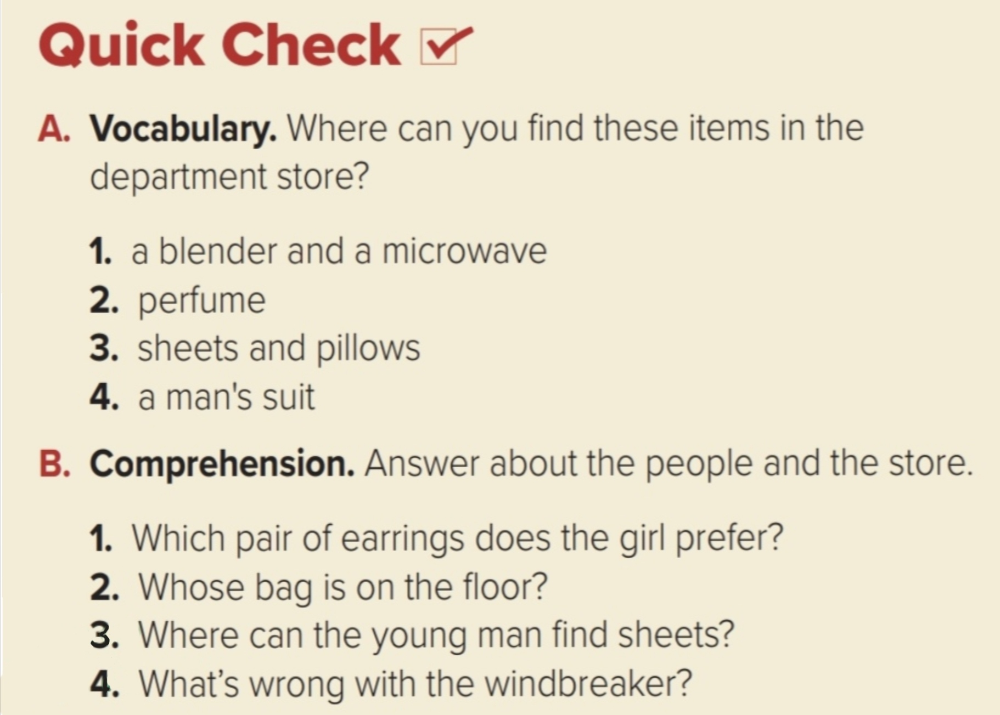 Quick Check
A. Vocabulary. Where can you find these items in the
department store?
1. a blender and a microwave
2. perfume
3. sheets and pillows
4. a man's suit
B. Comprehension. Answer about the people and the store.
1. Which pair of earrings does the girl prefer?
2. Whose bag is on the floor?
3. Where can the young man find sheets?
4. What’s wrong with the windbreaker?